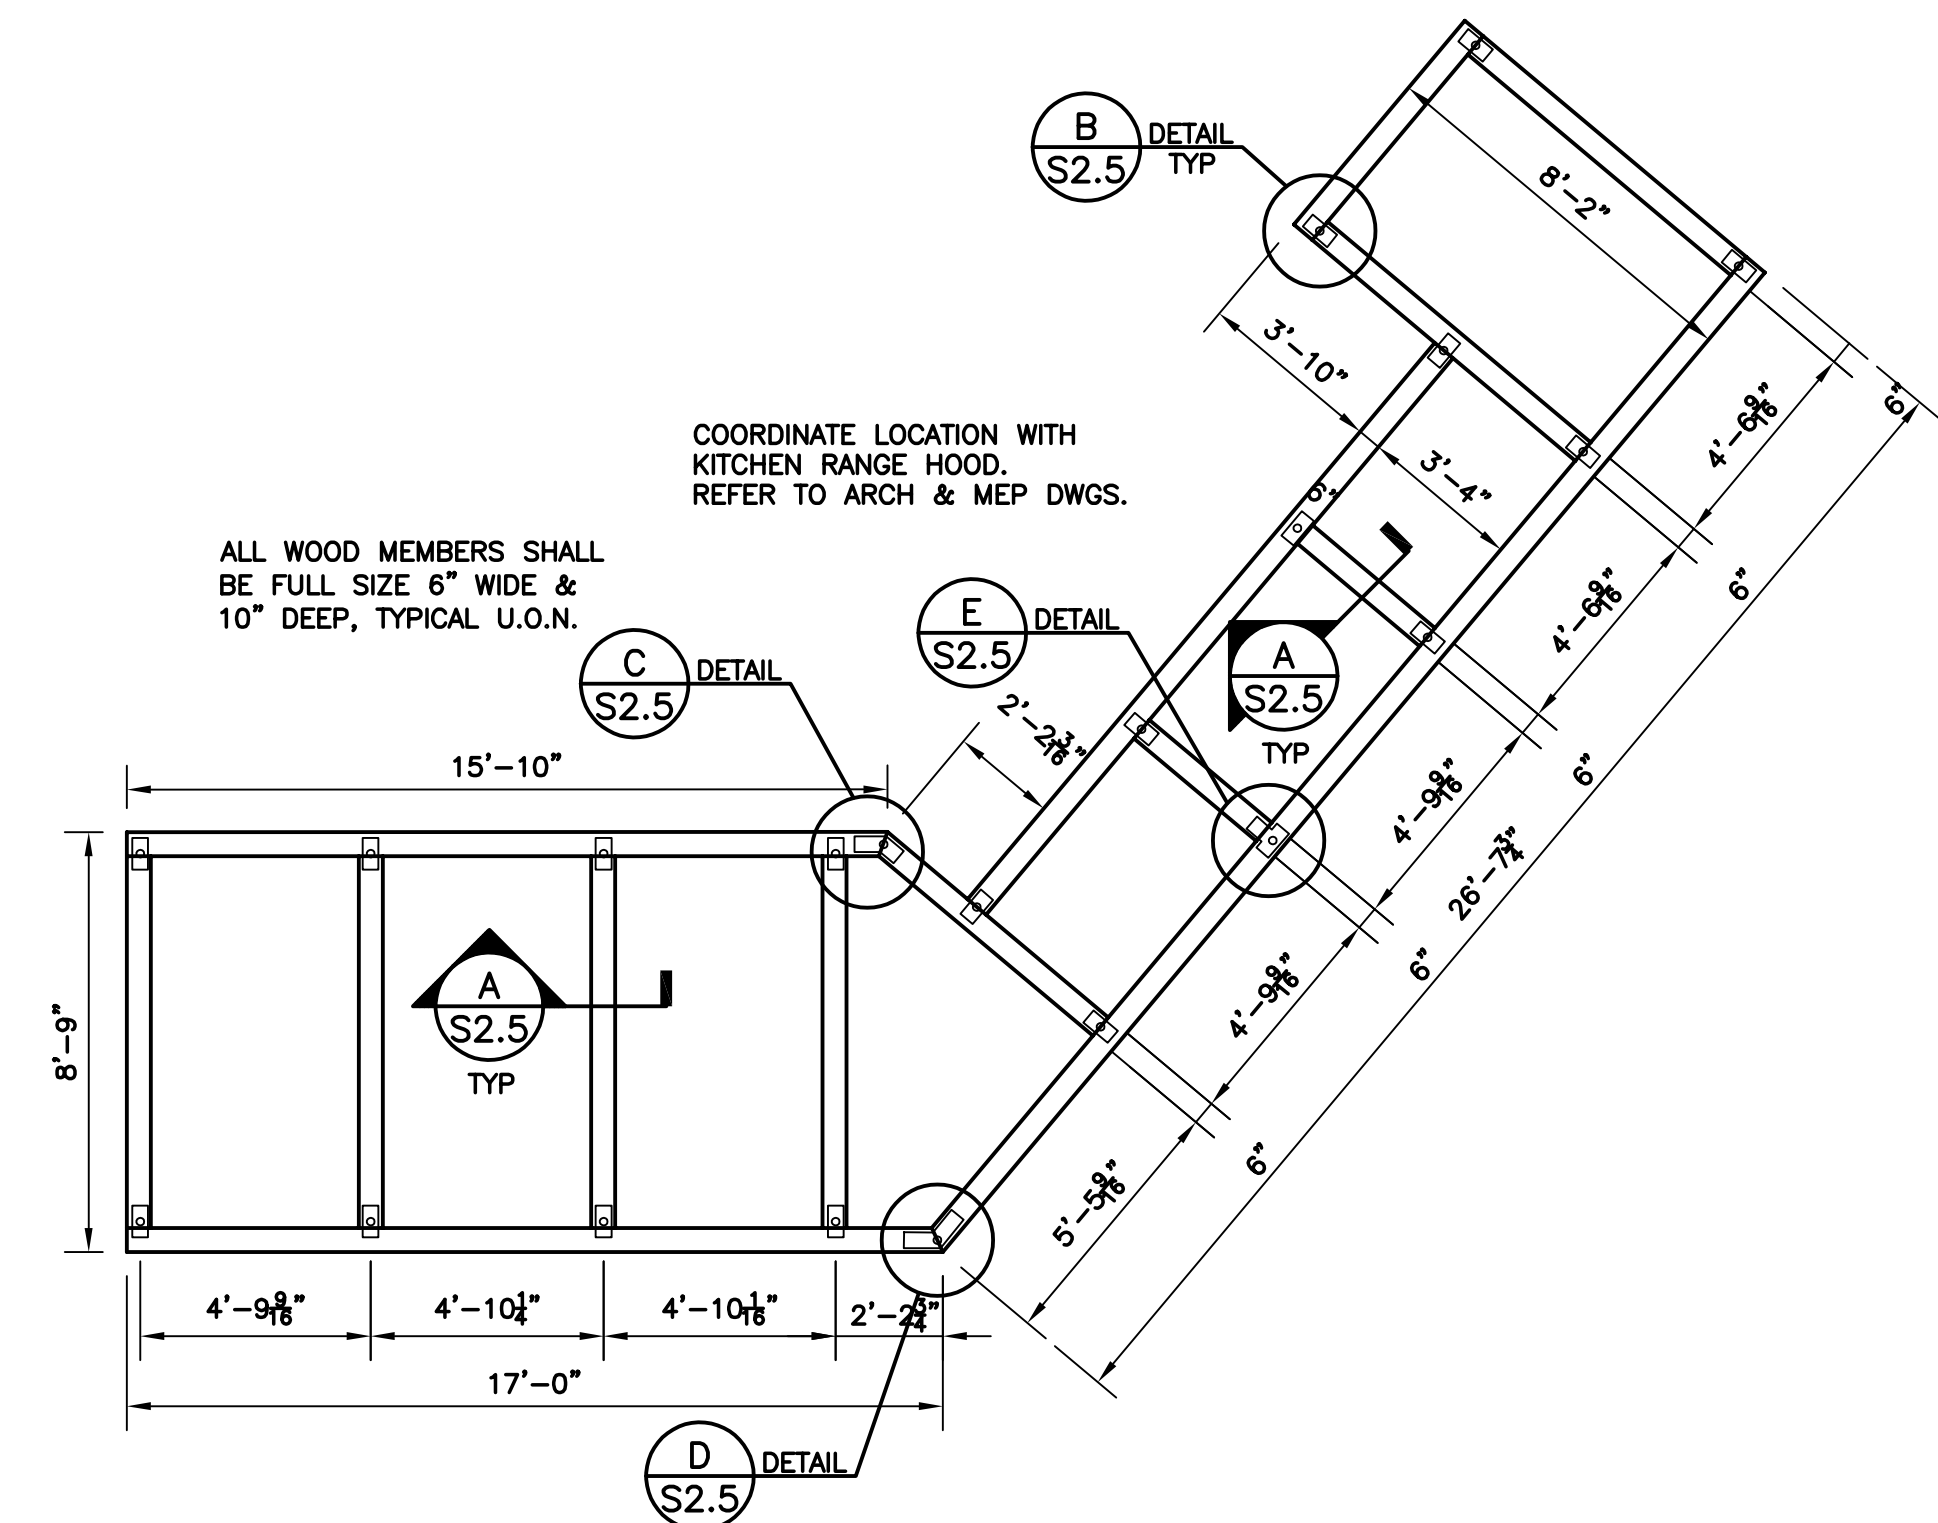 B
S2.5
DETAIL
TYP
8'-2"
3'-10"
3'-4"
6"
4'-6 9/16"
6"
COORDINATE LOCATION WITH
KITCHEN RANGE HOOD.
REFER TO ARCH & MEP DWGS.
ALL WOOD MEMBERS SHALL
BE FULL SIZE 6" WIDE &
10" DEEP, TYPICAL U.O.N.
4'-6 9/16"
6"
E
S2.5
DETAIL
A
S2.5
TYP
C
S2.5
DETAIL
2'-2 3/16"
4'-9 9/16"
6"
15'-10"
26'-7 3/4"
4'-9 9/16"
6"
8'-9"
A
S2.5
TYP
5'-5 9/16"
6"
4'-9 9/16"
4'-10 1/4"
4'-10 1/16"
2'-2 3/4"
17'-0"
D
S2.5
DETAIL